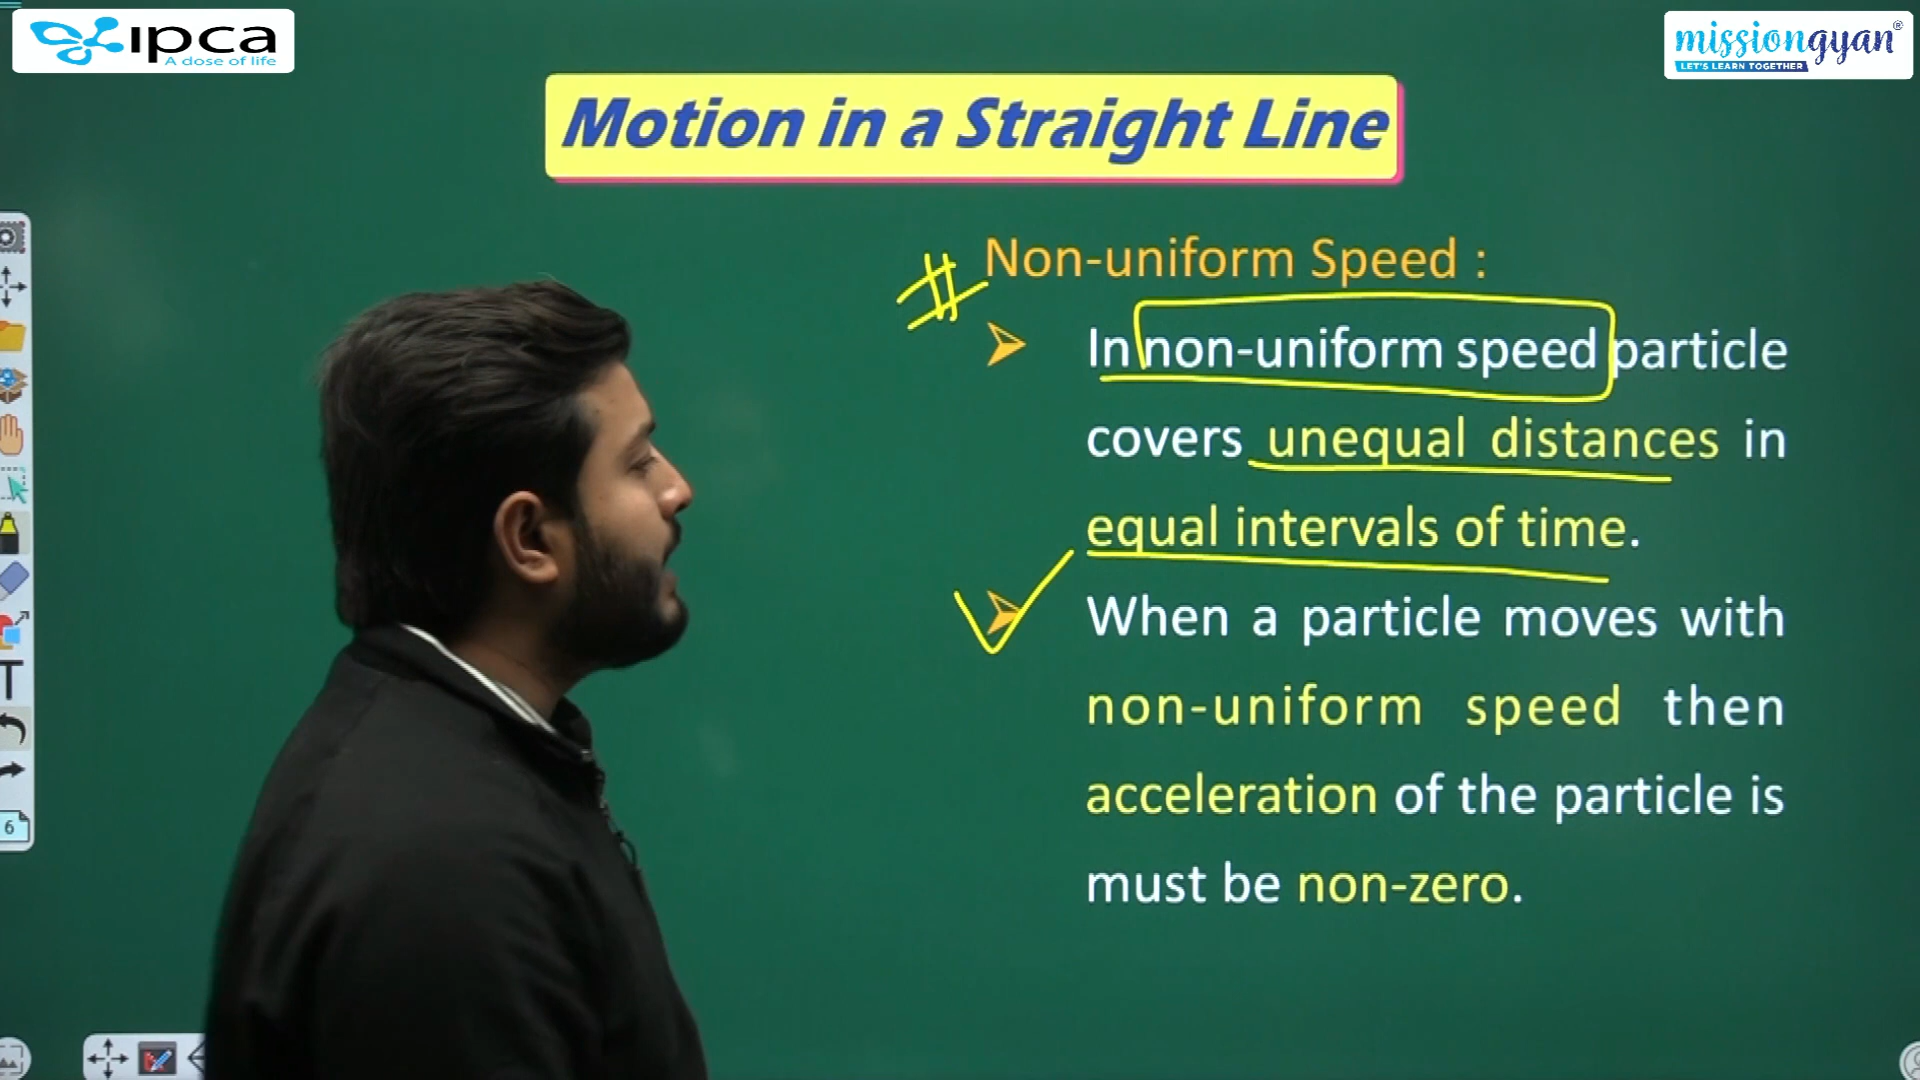 ipca
A dose of life
missiongyan®
LET'S LEARN TOGETHER
Motion in a Straight Line
# Non-uniform Speed :
In non-uniform speed particle
covers unequal distances in
equal intervals of time.
When a particle moves with
non-uniform speed then
acceleration of the particle is
must be non-zero.
T
6